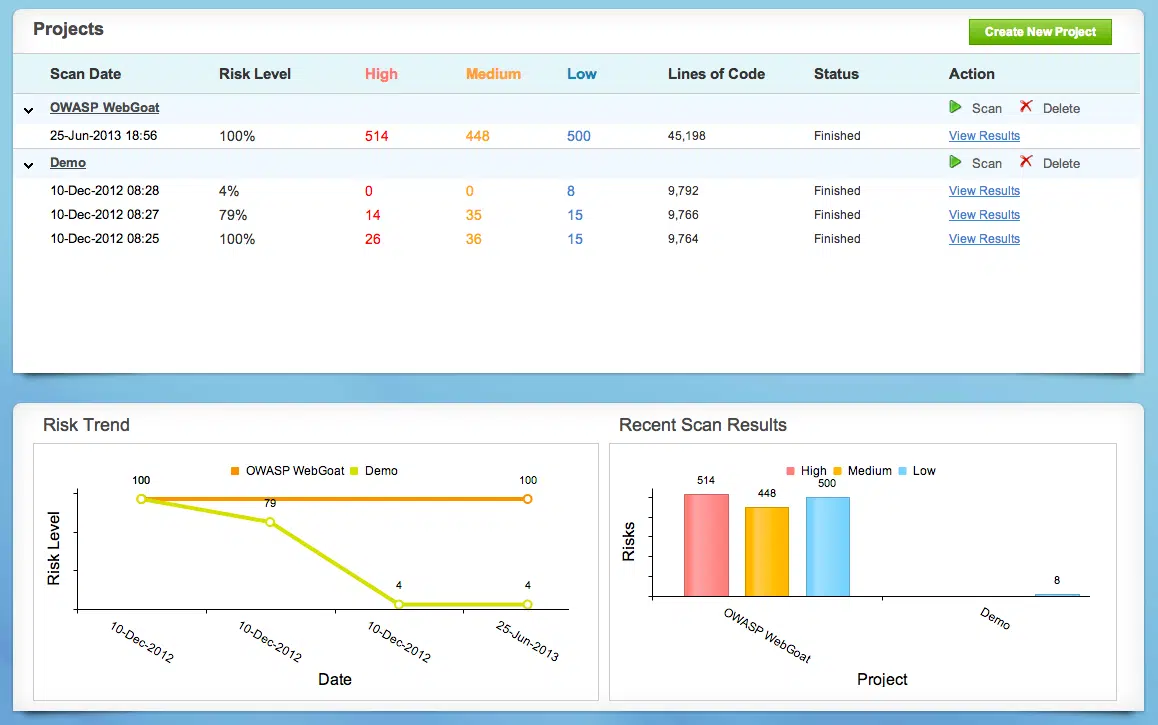 Projects
Create New Project
Scan Date Risk Level High Medium Low Lines of Code Status Action
OWASP WebGoat Scan Delete
25-Jun-2013 18:56 100% 514 448 500 45,198 Finished View Results
Demo Scan Delete
10-Dec-2012 08:28 4% 0 0 8 9,792 Finished View Results
10-Dec-2012 08:27 79% 14 35 15 9,766 Finished View Results
10-Dec-2012 08:25 100% 26 36 15 9,764 Finished View Results
Risk Trend
OWASP WebGoat Demo
100 100
79
4 4
Risk Level
10-Dec-2012 10-Dec-2012 10-Dec-2012 25-Jun-2013
Date
Recent Scan Results
High Medium Low
514 448 500
8
Risks
OWASP WebGoat Demo
Project